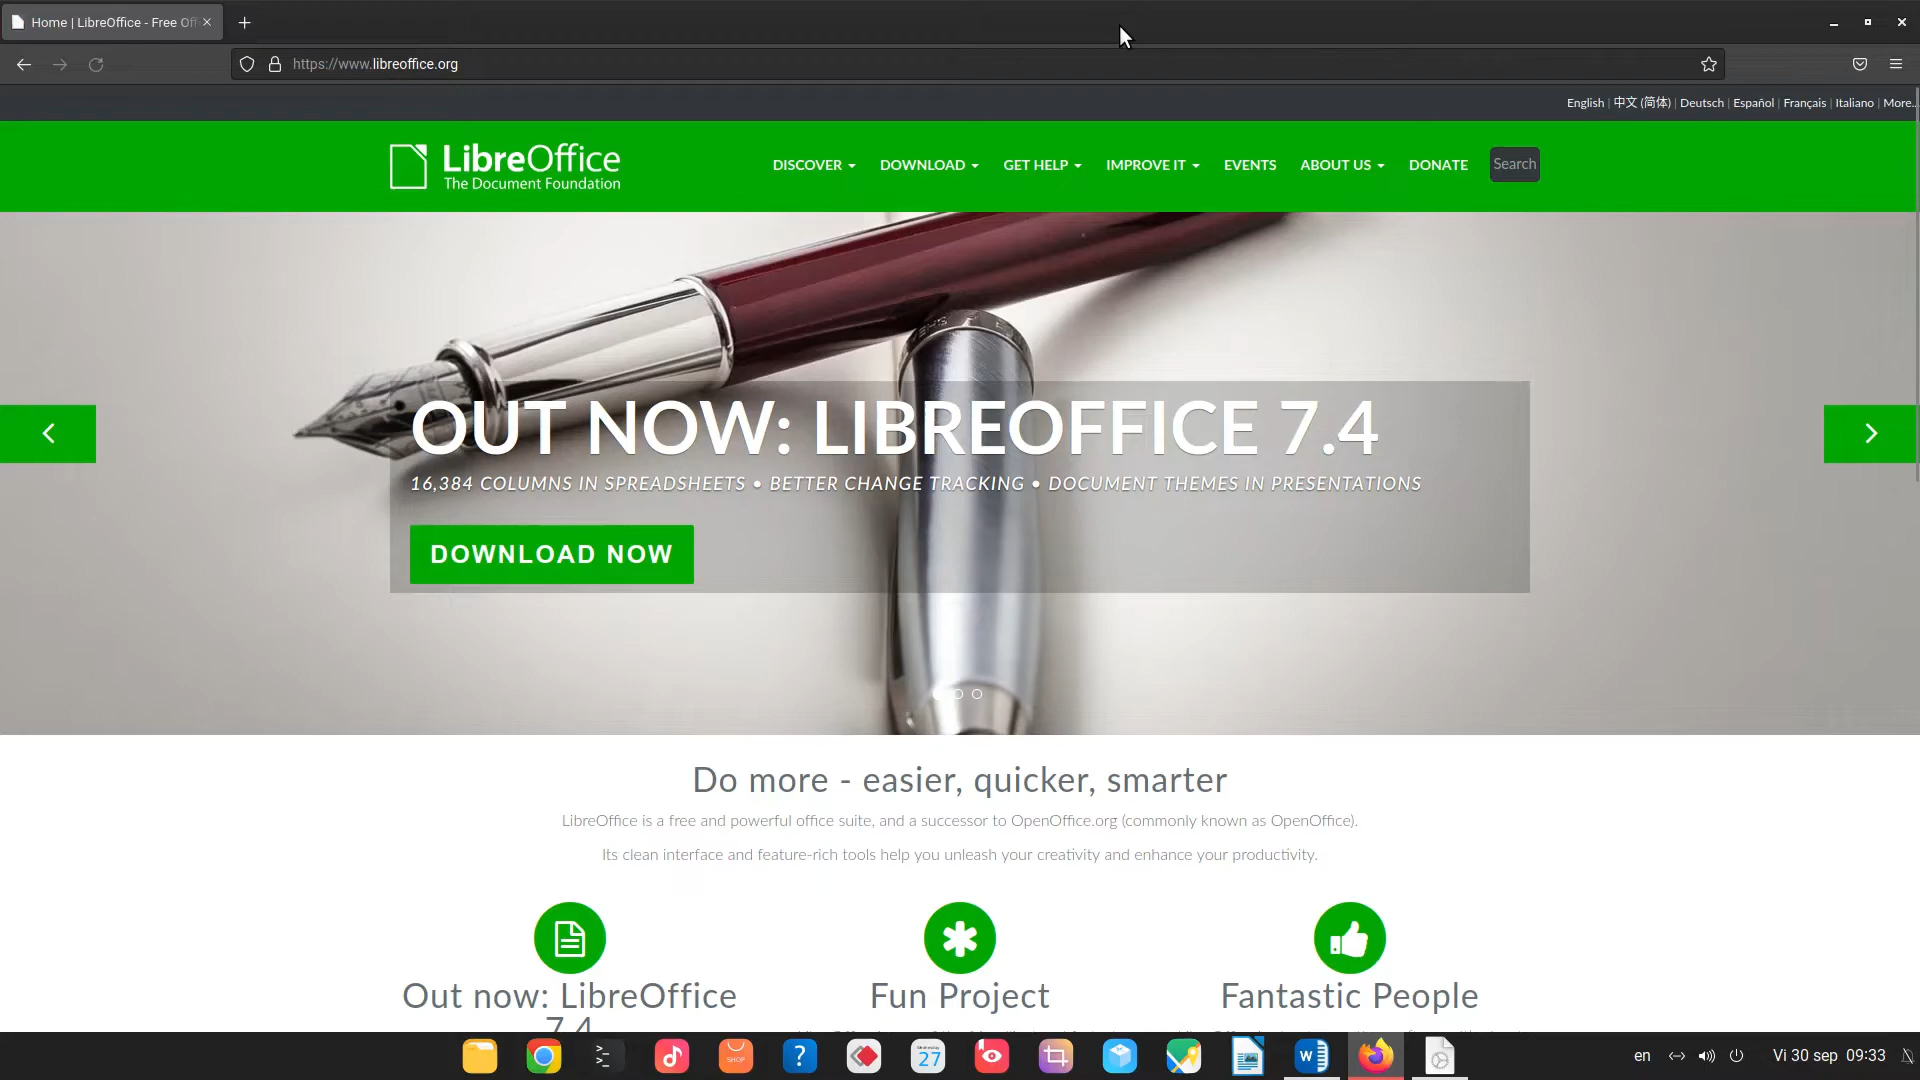 Home | LibreOffice - Free Off
https://www.libreoffice.org
English | 中文 (简体) | Deutsch | Español | Français | Italiano | More...
LibreOffice
The Document Foundation
DISCOVER DOWNLOAD GET HELP IMPROVE IT EVENTS ABOUT US DONATE Search
OUT NOW: LIBREOFFICE 7.4
16,384 COLUMNS IN SPREADSHEETS • BETTER CHANGE TRACKING • DOCUMENT THEMES IN PRESENTATIONS
DOWNLOAD NOW
Do more - easier, quicker, smarter
LibreOffice is a free and powerful office suite, and a successor to OpenOffice.org (commonly known as OpenOffice).
Its clean interface and feature-rich tools help you unleash your creativity and enhance your productivity.
Out now: LibreOffice
7.4
Fun Project
Fantastic People
SHOP
?
Wednesday
27
W
en
Vi 30 sep 09:33